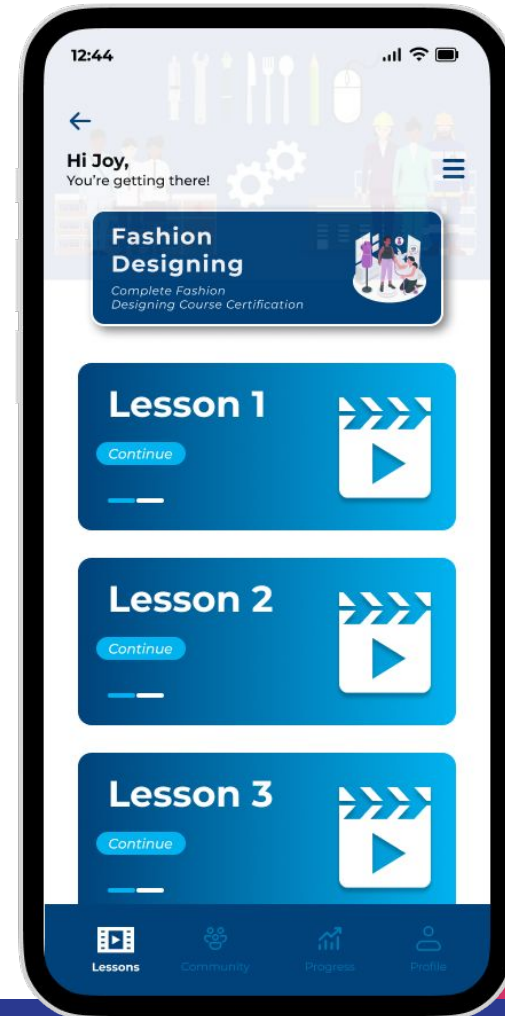 12:44
Hi Joy,
You're getting there!
Fashion
Designing
Complete Fashion
Designing Course Certification
Lesson 1
Continue
Lesson 2
Continue
Lesson 3
Continue
Lessons
Community
Progress
Profile